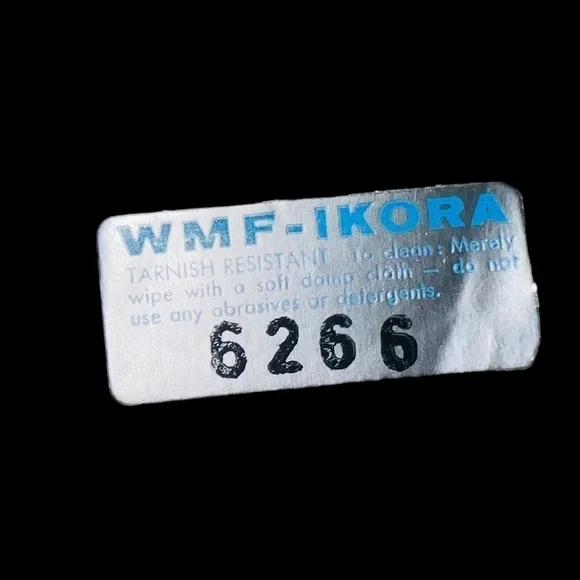 WMF-IKORA
TARNISH RESISTANT To clean: Merely
wipe with a soft damp cloth — do not
use any abrasives or detergents.
6266